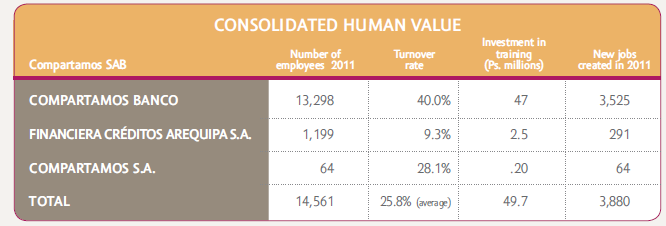 CONSOLIDATED HUMAN VALUE
Compartamos SAB
Number of
employees 2011
Turnover
rate
Investment in
training
(Ps. millions)
New jobs
created in 2011
COMPARTAMOS BANCO 13,298 40.0% 47 3,525
FINANCIERA CRÉDITOS AREQUIPA S.A. 1,199 9.3% 2.5 291
COMPARTAMOS S.A. 64 28.1% .20 64
TOTAL 14,561 25.8% (average) 49.7 3,880